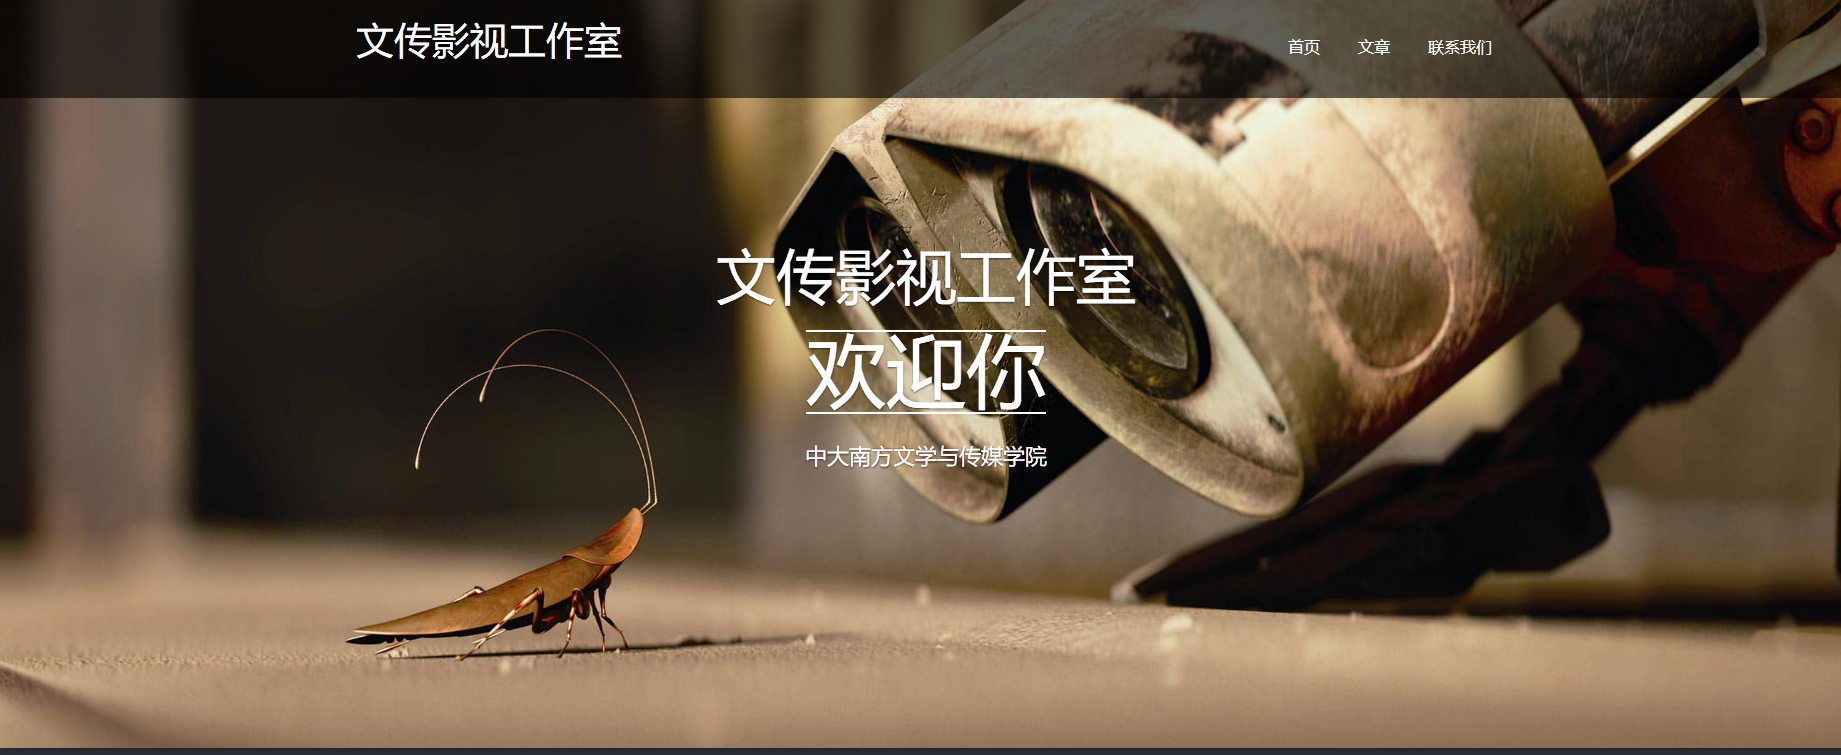 文传影视工作室
首页 文章 联系我们
文传影视工作室
欢迎你
中大南方文学与传媒学院